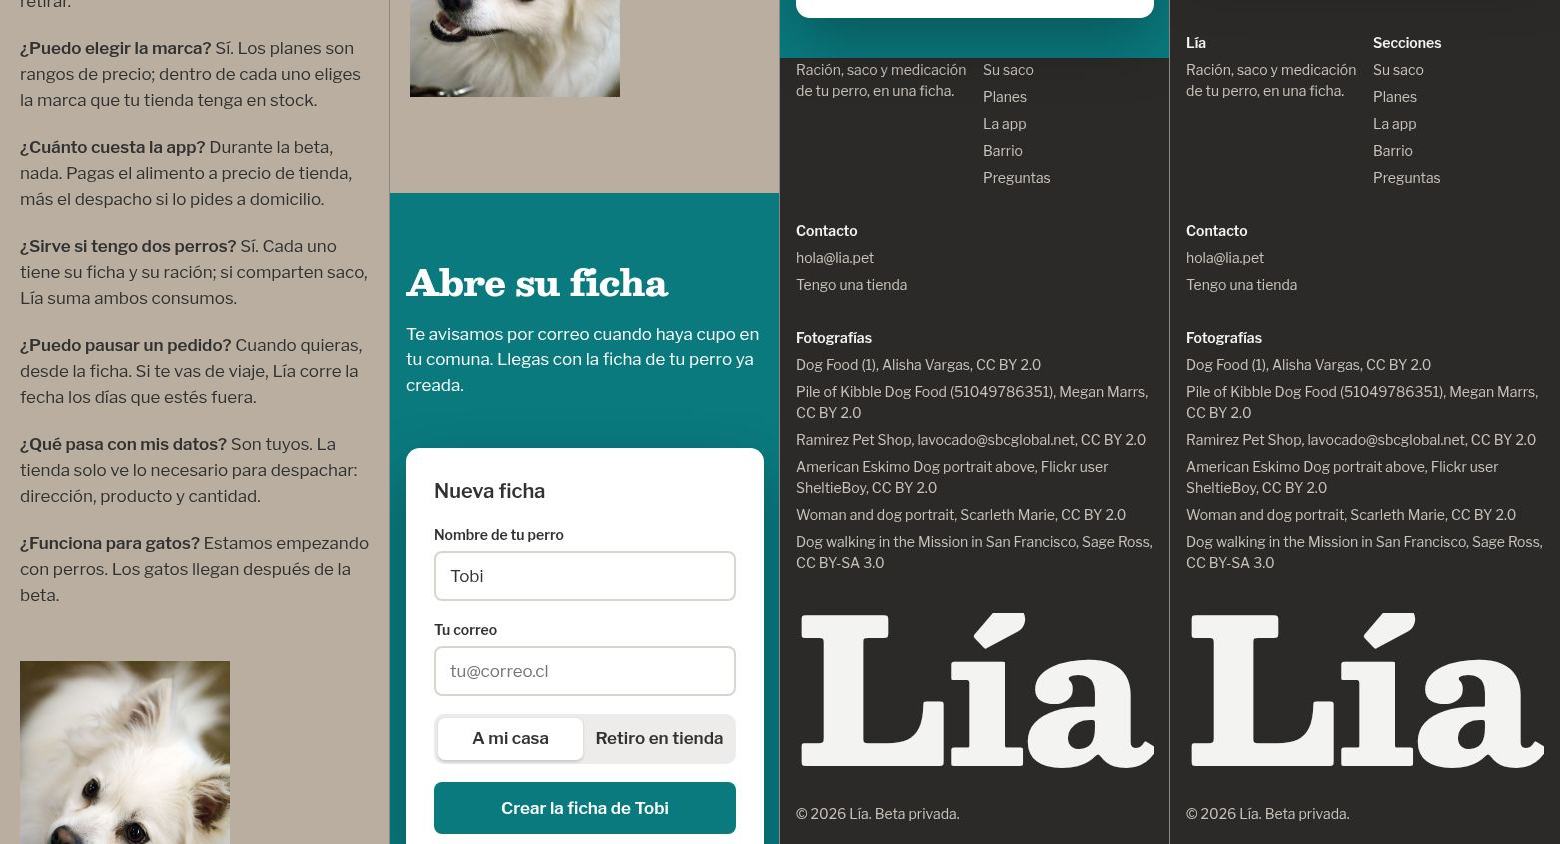 retirar.
¿Puedo elegir la marca? Sí. Los planes son
rangos de precio; dentro de cada uno eliges
la marca que tu tienda tenga en stock.
¿Cuánto cuesta la app? Durante la beta,
nada. Pagas el alimento a precio de tienda,
más el despacho si lo pides a domicilio.
¿Sirve si tengo dos perros? Sí. Cada uno
tiene su ficha y su ración; si comparten saco,
Lía suma ambos consumos.
¿Puedo pausar un pedido? Cuando quieras,
desde la ficha. Si te vas de viaje, Lía corre la
fecha los días que estés fuera.
¿Qué pasa con mis datos? Son tuyos. La
tienda solo ve lo necesario para despachar:
dirección, producto y cantidad.
¿Funciona para gatos? Estamos empezando
con perros. Los gatos llegan después de la
beta.
Abre su ficha
Te avisamos por correo cuando haya cupo en
tu comuna. Llegas con la ficha de tu perro ya
creada.
Nueva ficha
Nombre de tu perro
Tobi
Tu correo
tu@correo.cl
A mi casa Retiro en tienda
Crear la ficha de Tobi
Ración, saco y medicación
de tu perro, en una ficha.
Su saco
Planes
La app
Barrio
Preguntas
Contacto
hola@lia.pet
Tengo una tienda
Fotografías
Dog Food (1), Alisha Vargas, CC BY 2.0
Pile of Kibble Dog Food (51049786351), Megan Marrs,
CC BY 2.0
Ramirez Pet Shop, lavocado@sbcglobal.net, CC BY 2.0
American Eskimo Dog portrait above, Flickr user
SheltieBoy, CC BY 2.0
Woman and dog portrait, Scarleth Marie, CC BY 2.0
Dog walking in the Mission in San Francisco, Sage Ross,
CC BY-SA 3.0
Lía
© 2026 Lía. Beta privada.
Lía
Ración, saco y medicación
de tu perro, en una ficha.
Secciones
Su saco
Planes
La app
Barrio
Preguntas
Contacto
hola@lia.pet
Tengo una tienda
Fotografías
Dog Food (1), Alisha Vargas, CC BY 2.0
Pile of Kibble Dog Food (51049786351), Megan Marrs,
CC BY 2.0
Ramirez Pet Shop, lavocado@sbcglobal.net, CC BY 2.0
American Eskimo Dog portrait above, Flickr user
SheltieBoy, CC BY 2.0
Woman and dog portrait, Scarleth Marie, CC BY 2.0
Dog walking in the Mission in San Francisco, Sage Ross,
CC BY-SA 3.0
Lía
© 2026 Lía. Beta privada.